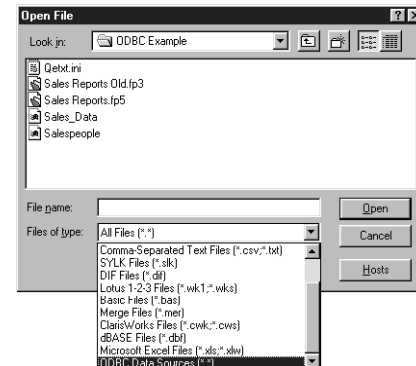 Open File
Look in: ODBC Example
Qetxt.ini
Sales Reports Old.fp3
Sales Reports.fp5
Sales_Data
Salespeople
File name:
Open
Files of type: All Files (*.*)
Cancel
Comma-Separated Text Files (*.csv;*.txt)
SYLK Files (*.slk)
DIF Files (*.dif)
Lotus 1-2-3 Files (*.wk1;*.wks)
Hosts
Basic Files (*.bas)
Merge Files (*.mer)
ClarisWorks Files (*.cwk;*.cws)
dBASE Files (*.dbf)
Microsoft Excel Files (*.xls;*.xlw)
ODBC Data Sources (*.*)